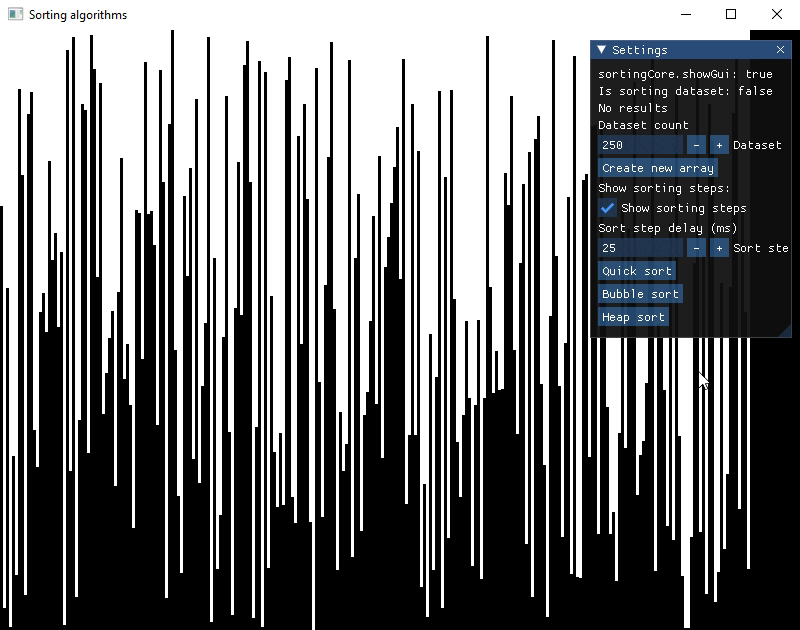 Sorting algorithms
Settings
sortingCore.showGui: true
Is sorting dataset: false
No results
Dataset count
250 - + Dataset
Create new array
Show sorting steps:
Show sorting steps
Sort step delay (ms)
25 - + Sort ste
Quick sort
Bubble sort
Heap sort